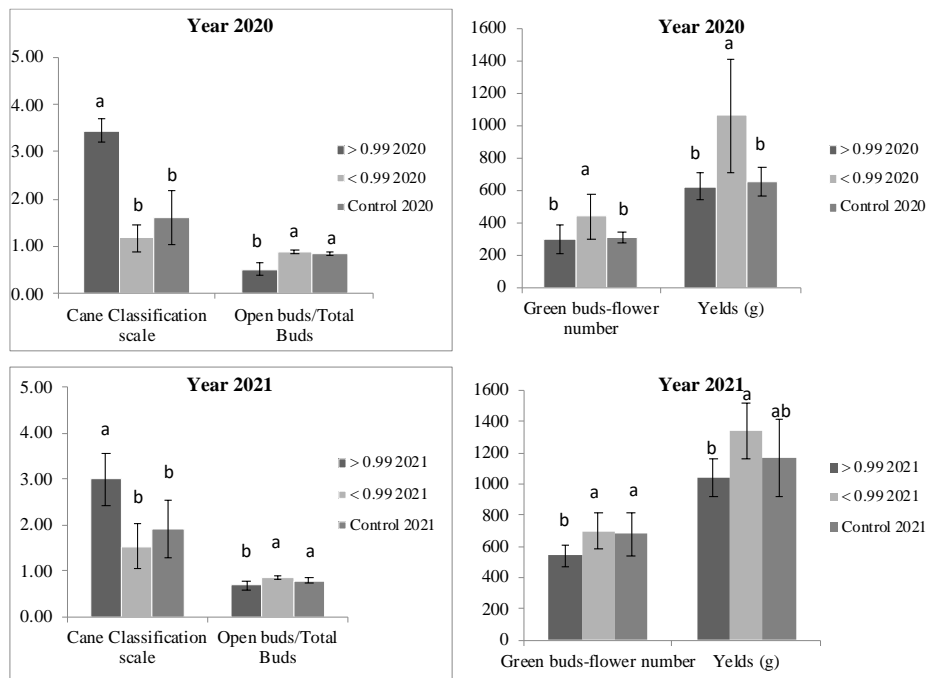 Year 2020
5.00
4.00
3.00
2.00
1.00
0.00
a
b
b
b
a
a
Cane Classification
scale
Open buds/Total
Buds
> 0.99 2020
< 0.99 2020
Control 2020
Year 2020
1600
1400
1200
1000
800
600
400
200
0
b
a
b
b
a
b
Green buds-flower
number
Yelds (g)
> 0.99 2020
< 0.99 2020
Control 2020
Year 2021
5.00
4.00
3.00
2.00
1.00
0.00
a
b
b
b
a
a
Cane Classification
scale
Open buds/Total
Buds
> 0.99 2021
< 0.99 2021
Control 2021
Year 2021
1600
1400
1200
1000
800
600
400
200
0
b
a
a
b
a
ab
Green buds-flower number
Yelds (g)
> 0.99 2021
< 0.99 2021
Control 2021